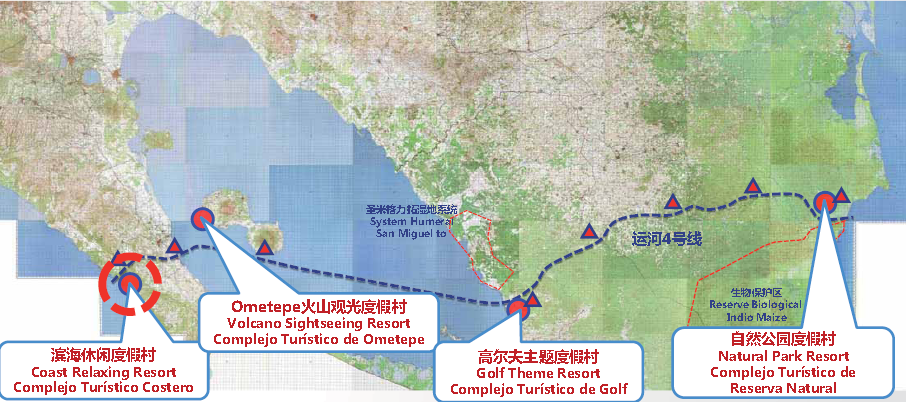 圣米格力拓湿地系统
System Humeral
San Miguel to
运河4号线
生物保护区
Reserve Biological
Indio Maize
Ometepe火山观光度假村
Volcano Sightseeing Resort
Complejo Turístico de Ometepe
滨海休闲度假村
Coast Relaxing Resort
Complejo Turístico Costero
高尔夫主题度假村
Golf Theme Resort
Complejo Turístico de Golf
自然公园度假村
Natural Park Resort
Complejo Turístico de
Reserva Natural